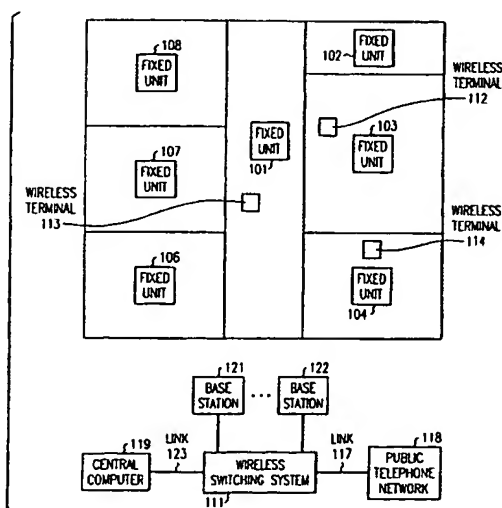 108
FIXED
UNIT
102
FIXED
UNIT
WIRELESS
TERMINAL
112
FIXED
UNIT
101
103
FIXED
UNIT
107
FIXED
UNIT
WIRELESS
TERMINAL
113
WIRELESS
TERMINAL
114
106
FIXED
UNIT
FIXED
UNIT
104
121
BASE
STATION
...
122
BASE
STATION
119
CENTRAL
COMPUTER
LINK
123
WIRELESS
SWITCHING SYSTEM
111
LINK
117
118
PUBLIC
TELEPHONE
NETWORK